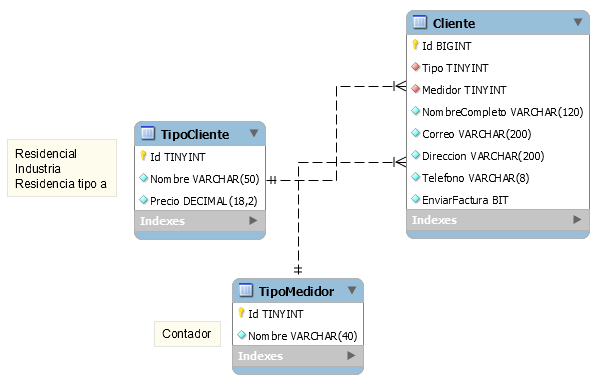 Residencial
Industria
Residencia tipo a
TipoCliente
Id TINYINT
Nombre VARCHAR(50)
Precio DECIMAL(18,2)
Indexes
Cliente
Id BIGINT
Tipo TINYINT
Medidor TINYINT
NombreCompleto VARCHAR(120)
Correo VARCHAR(200)
Direccion VARCHAR(200)
Telefono VARCHAR(8)
EnviarFactura BIT
Indexes
Contador
TipoMedidor
Id TINYINT
Nombre VARCHAR(40)
Indexes